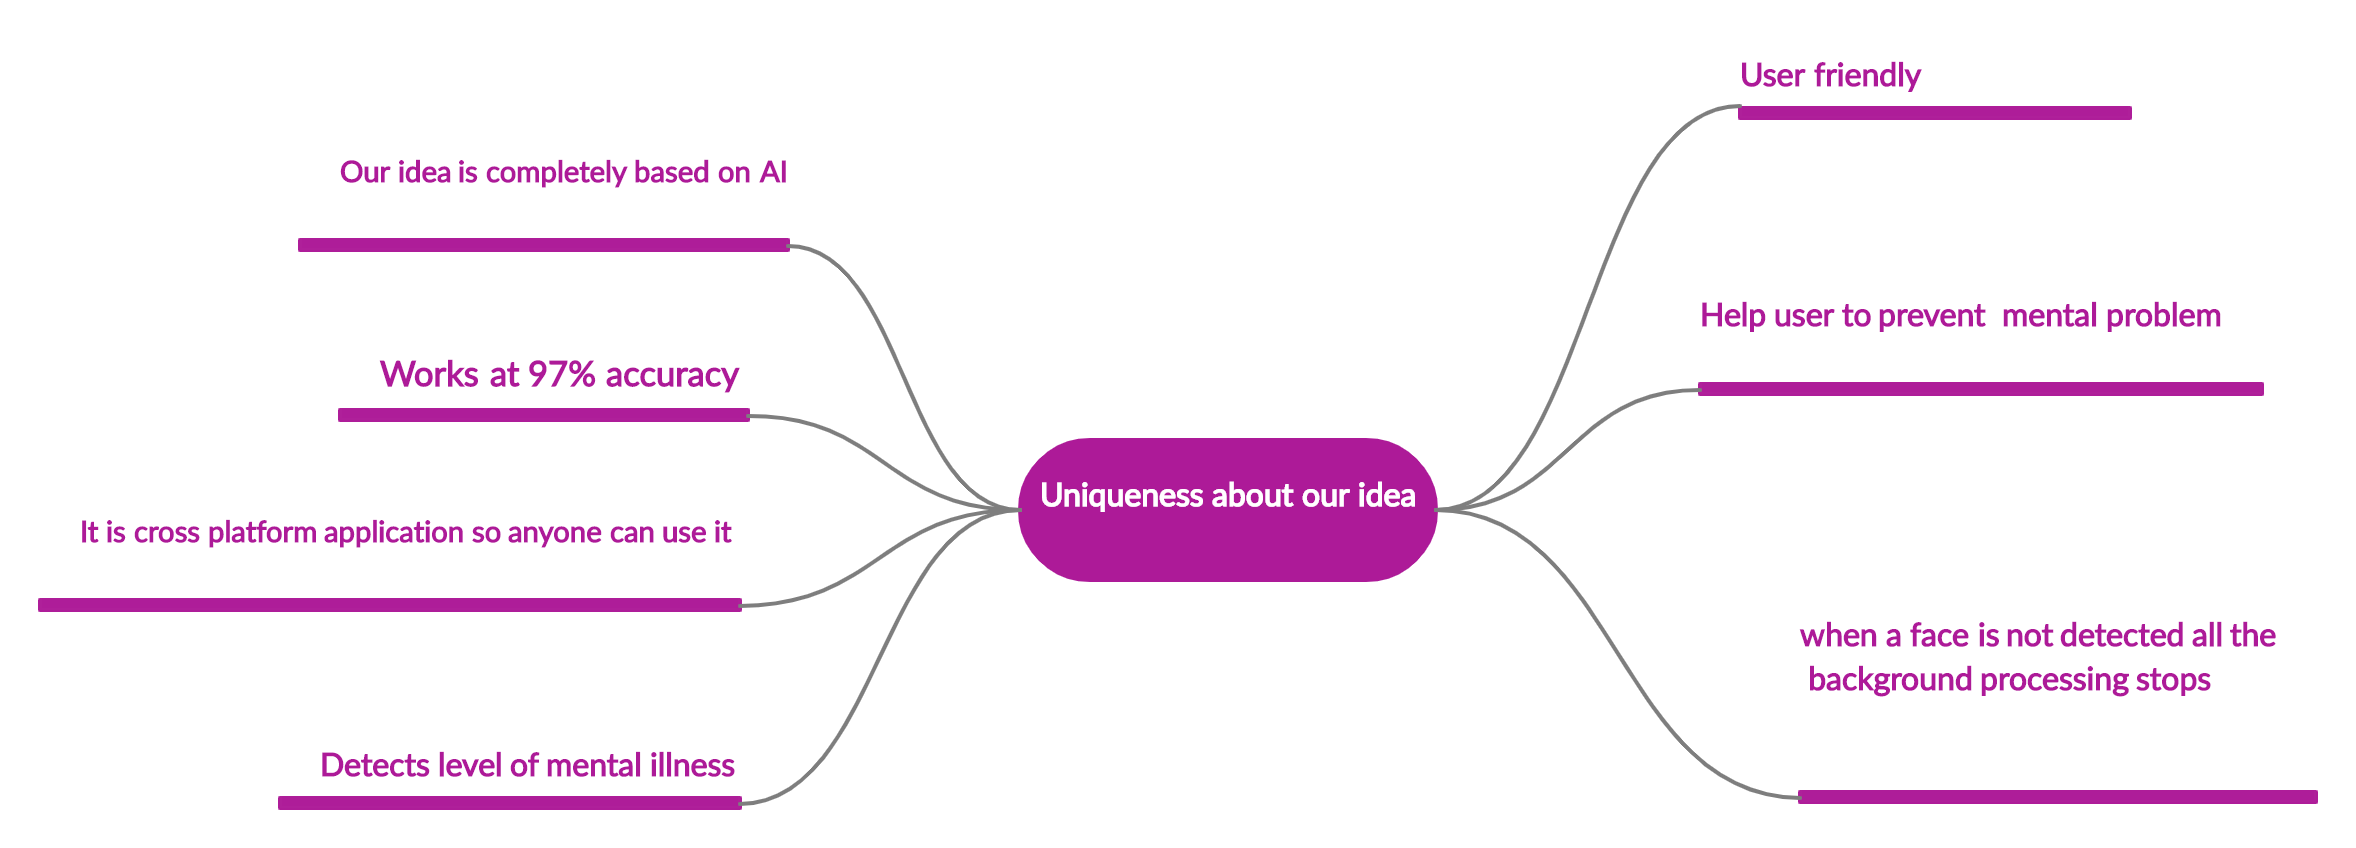 User friendly
Our idea is completely based on AI
Help user to prevent  mental problem
Works at 97% accuracy
Uniqueness about our idea
It is cross platform application so anyone can use it
when a face is not detected all the
background processing stops
Detects level of mental illness